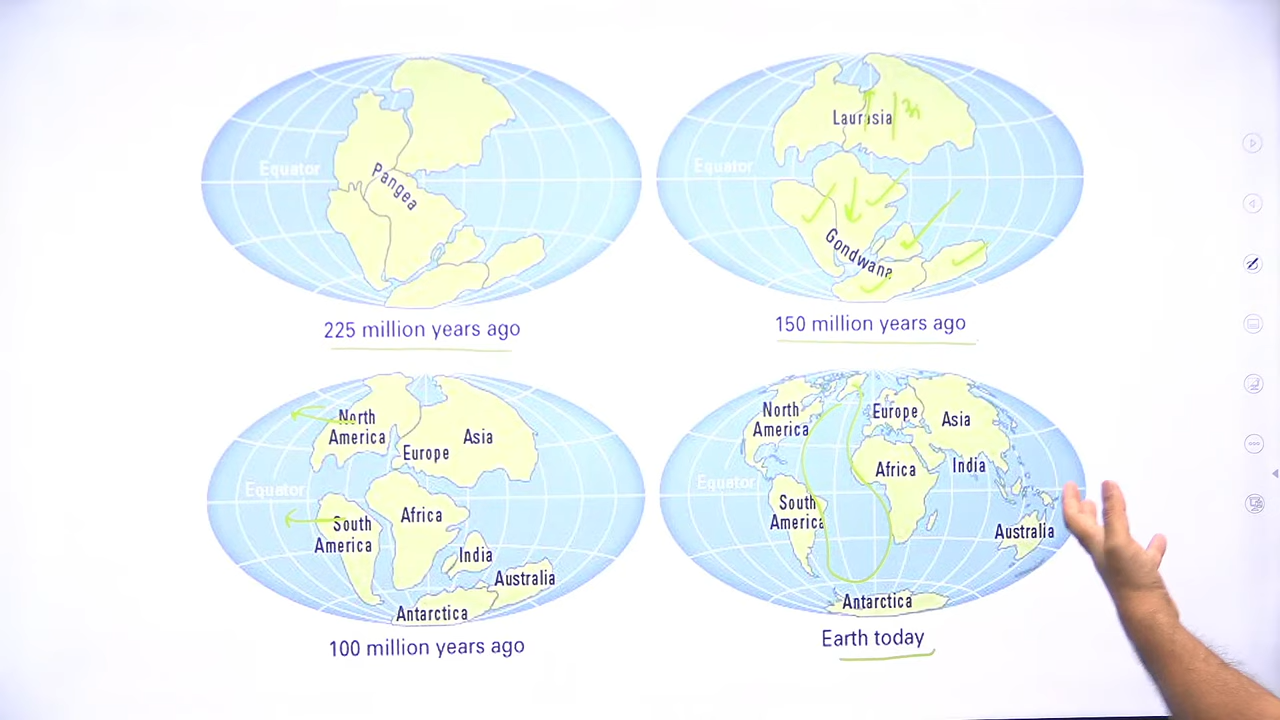 Equator
Pangea
225 million years ago
Laurasia
Equator
Gondwana
150 million years ago
North
America
Europe
Asia
Equator
South
America
Africa
India
Australia
Antarctica
100 million years ago
North
America
Europe
Asia
Equator
Africa
India
South
America
Australia
Antarctica
Earth today